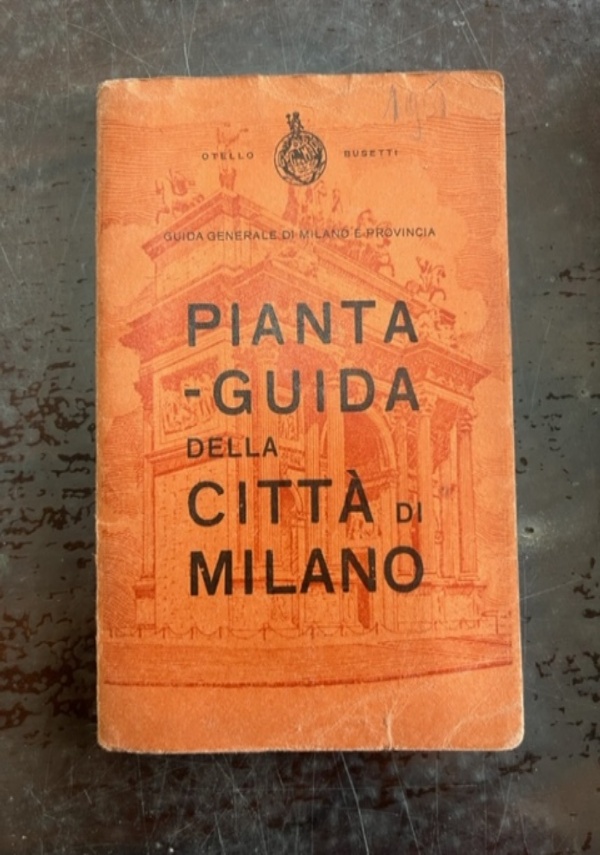 OTELLO BUSETTI
GUIDA GENERALE DI MILANO E PROVINCIA
PIANTA
-GUIDA
DELLA
CITTÀ DI
MILANO